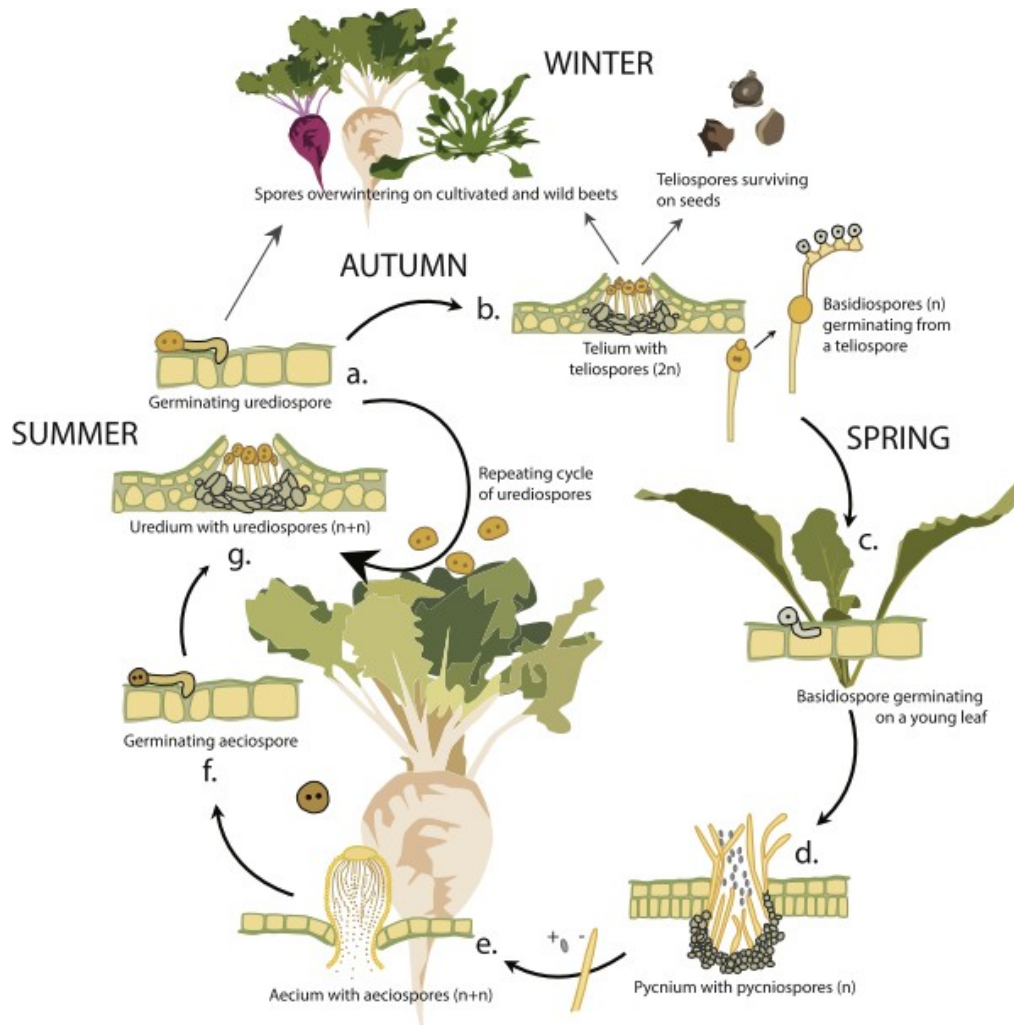 WINTER
Spores overwintering on cultivated and wild beets
Teliospores surviving
on seeds
AUTUMN
b.
Telium with
teliospores (2n)
Basidiospores (n)
germinating from
a teliospore
a.
Germinating urediospore
SUMMER
Uredium with urediospores (n+n)
g.
Repeating cycle
of urediospores
SPRING
c.
Basidiospore germinating
on a young leaf
Germinating aeciospore
f.
d.
Pycnium with pycniospores (n)
+ -
e.
Aecium with aeciospores (n+n)